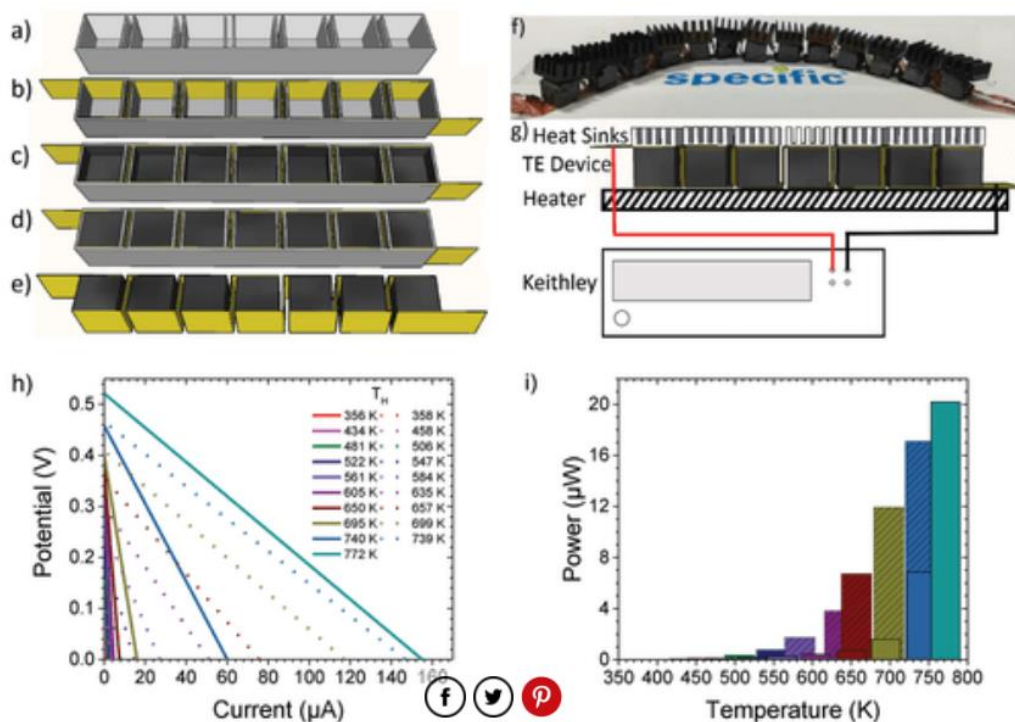 a)
b)
c)
d)
e)
f)
specific
g)
Heat Sinks
TE Device
Heater
Keithley
h)
Potential (V)
0.5
0.4
0.3
0.2
0.1
0.0
0 20 40 60 80 100 120 140 160
Current (µA)
T_H
356 K 358 K
434 K 458 K
481 K 506 K
522 K 547 K
561 K 584 K
605 K 635 K
650 K 657 K
695 K 699 K
740 K 739 K
772 K
i)
Power (µW)
20
16
12
8
4
0
350 400 450 500 550 600 650 700 750 800
Temperature (K)